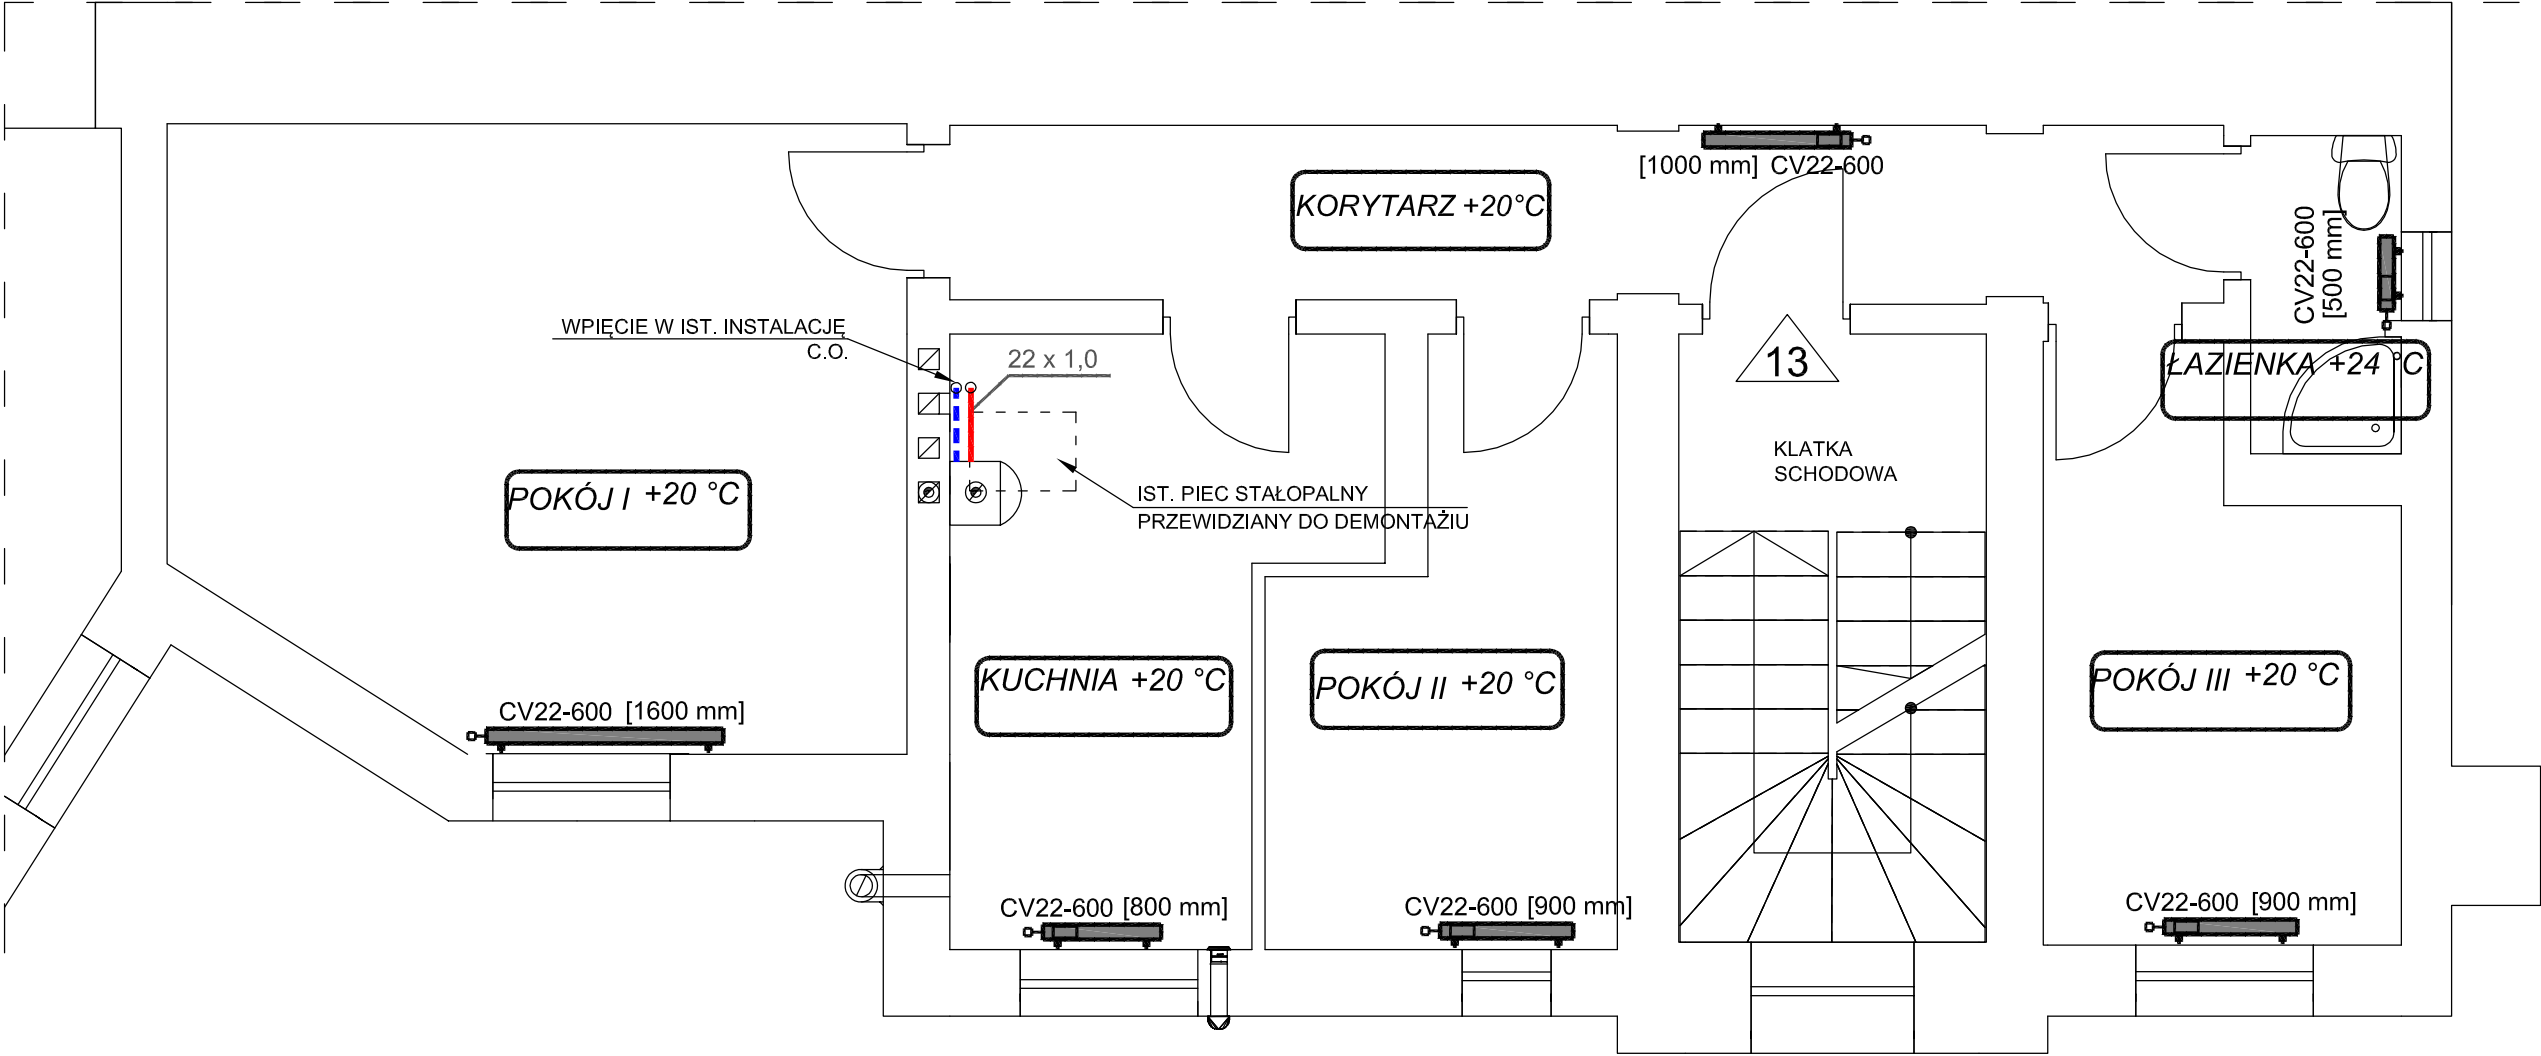 [1000 mm] CV22-600
KORYTARZ +20°C
CV22-600
[500 mm]
WPIĘCIE W IST. INSTALACJĘ
C.O.
22 x 1,0
13
ŁAZIENKA +24 °C
KLATKA
SCHODOWA
POKÓJ I +20 °C
IST. PIEC STAŁOPALNY
PRZEWIDZIANY DO DEMONTAŻIU
KUCHNIA +20 °C
POKÓJ II +20 °C
POKÓJ III +20 °C
CV22-600 [1600 mm]
CV22-600 [800 mm]
CV22-600 [900 mm]
CV22-600 [900 mm]